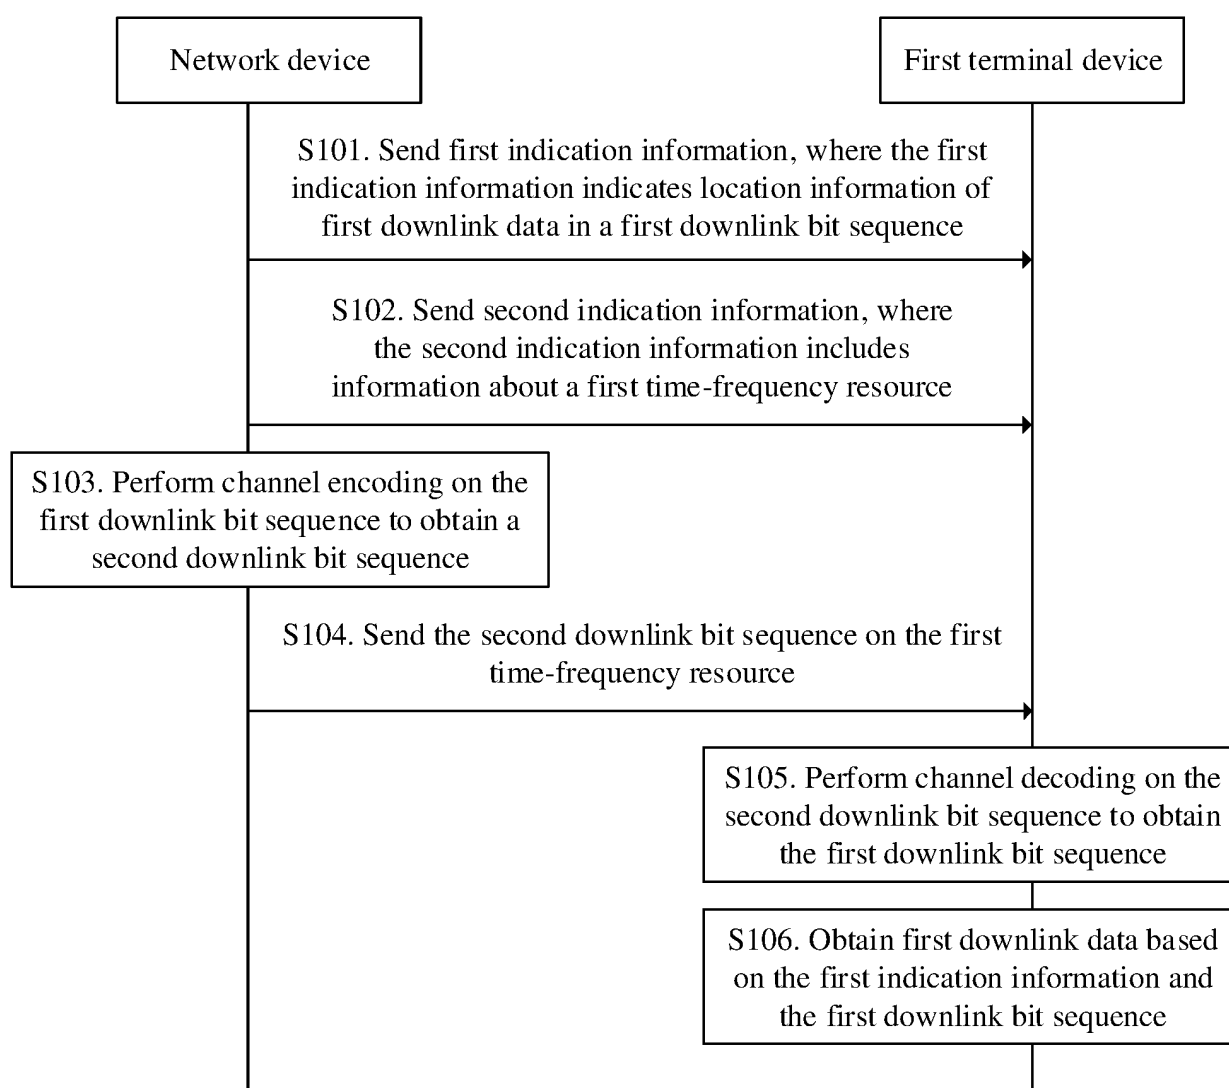 Network device
First terminal device
S101. Send first indication information, where the first
indication information indicates location information of
first downlink data in a first downlink bit sequence
S102. Send second indication information, where
the second indication information includes
information about a first time-frequency resource
S103. Perform channel encoding on the
first downlink bit sequence to obtain a
second downlink bit sequence
S104. Send the second downlink bit sequence on the first
time-frequency resource
S105. Perform channel decoding on the
second downlink bit sequence to obtain
the first downlink bit sequence
S106. Obtain first downlink data based
on the first indication information and
the first downlink bit sequence